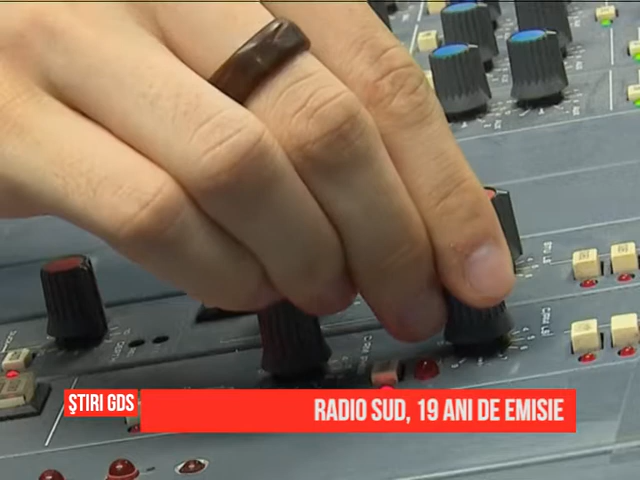 ŞTIRI GDS
RADIO SUD, 19 ANI DE EMISIE